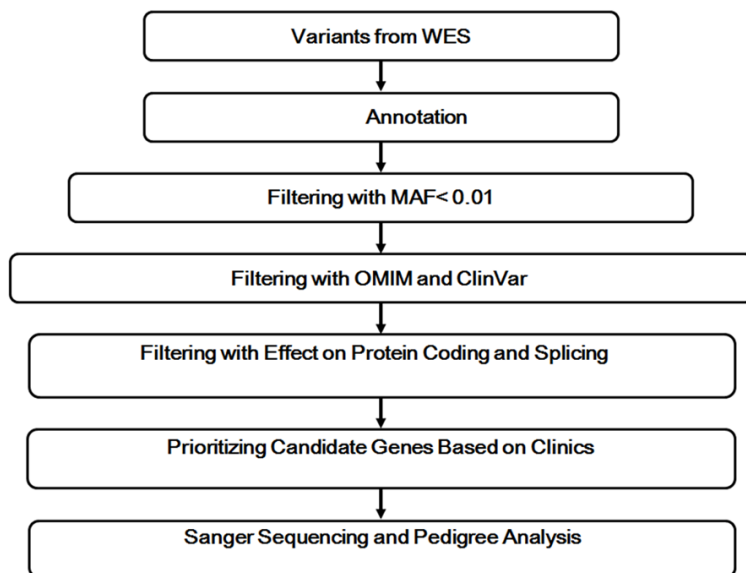 Variants from WES
Annotation
Filtering with MAF< 0.01
Filtering with OMIM and ClinVar
Filtering with Effect on Protein Coding and Splicing
Prioritizing Candidate Genes Based on Clinics
Sanger Sequencing and Pedigree Analysis